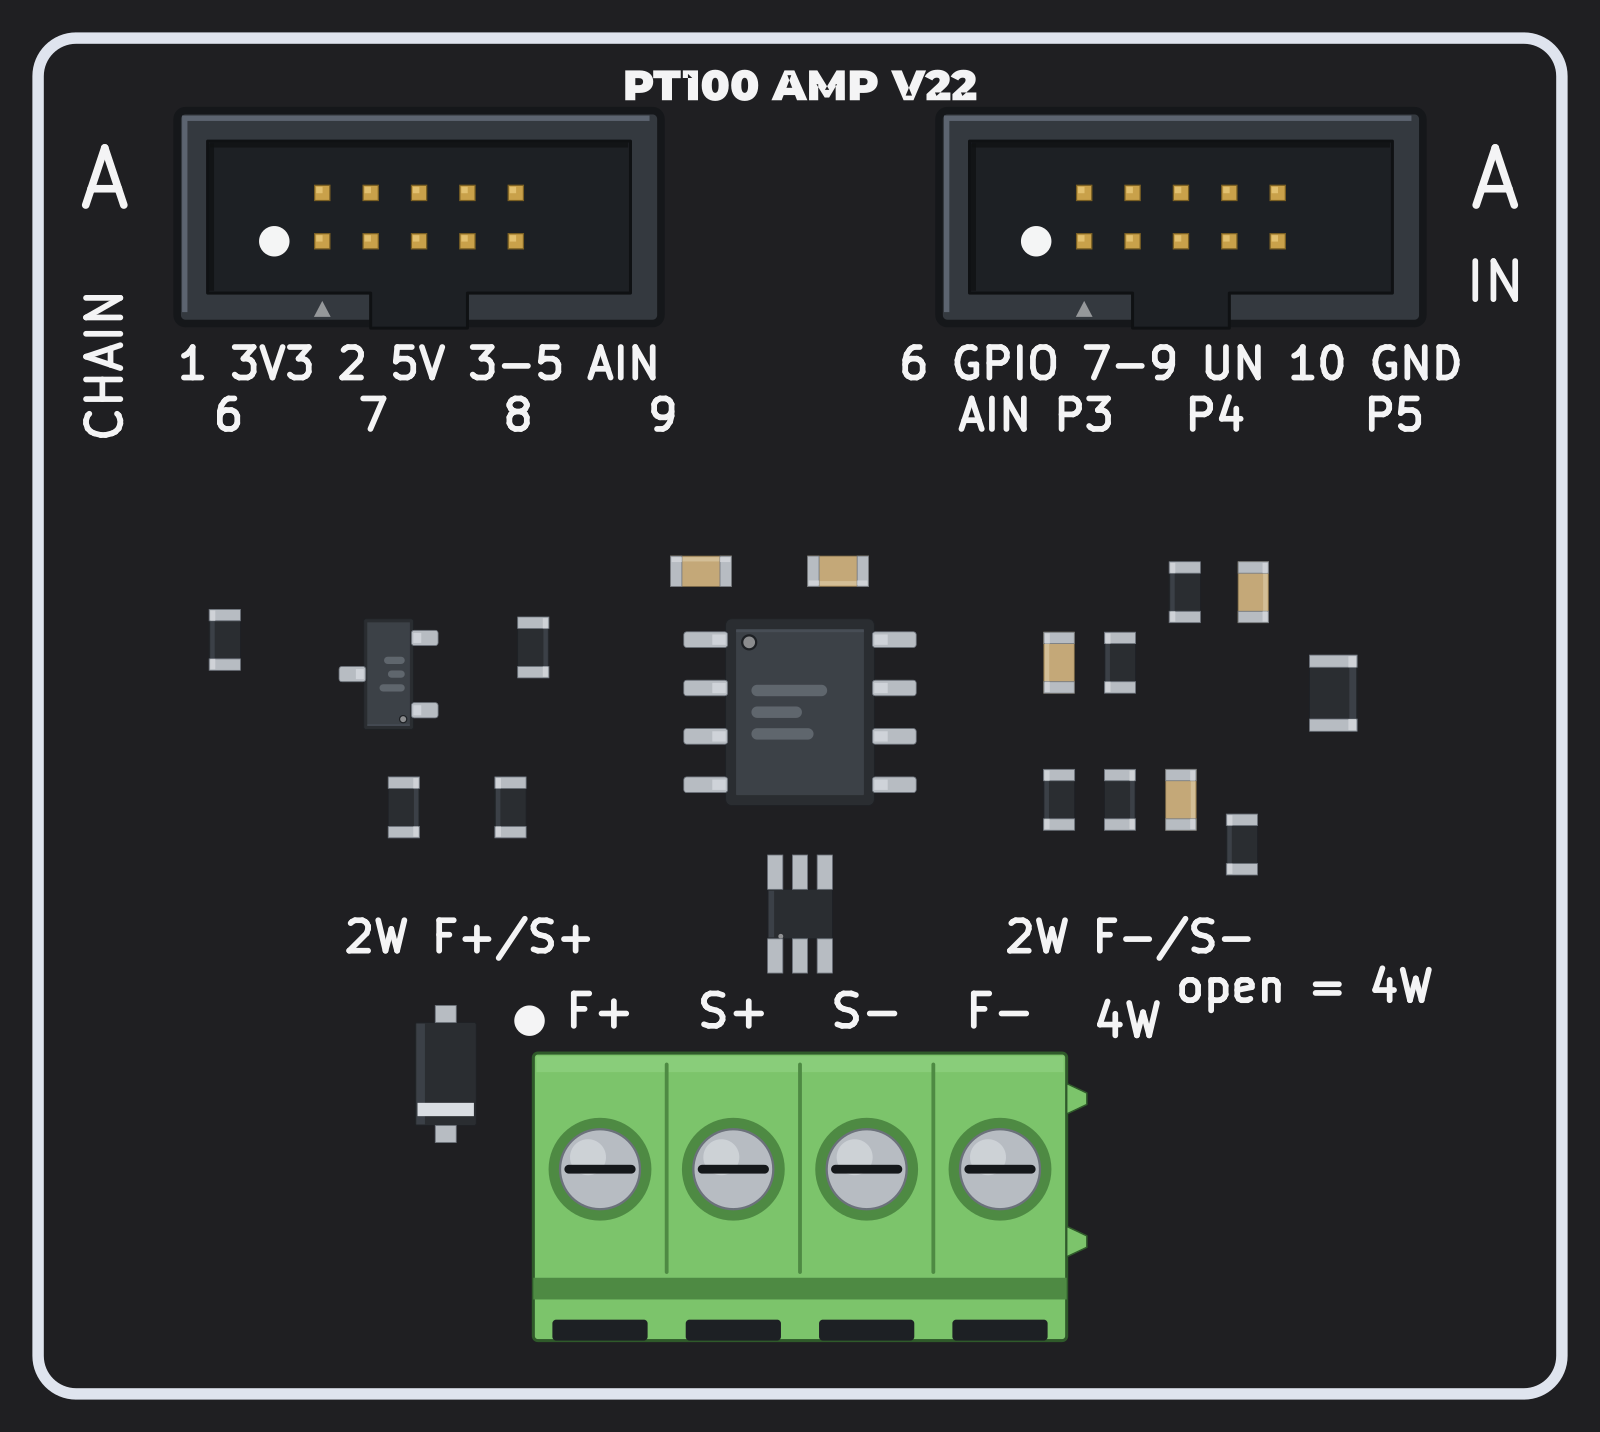 PT100 AMP V22
A
A
IN
CHAIN
1 3V3 2 5V 3-5 AIN
6 GPIO 7-9 UN 10 GND
6 7 8 9
AIN P3 P4 P5
2W F+/S+
2W F-/S-
open = 4W
F+ S+ S- F-
4W